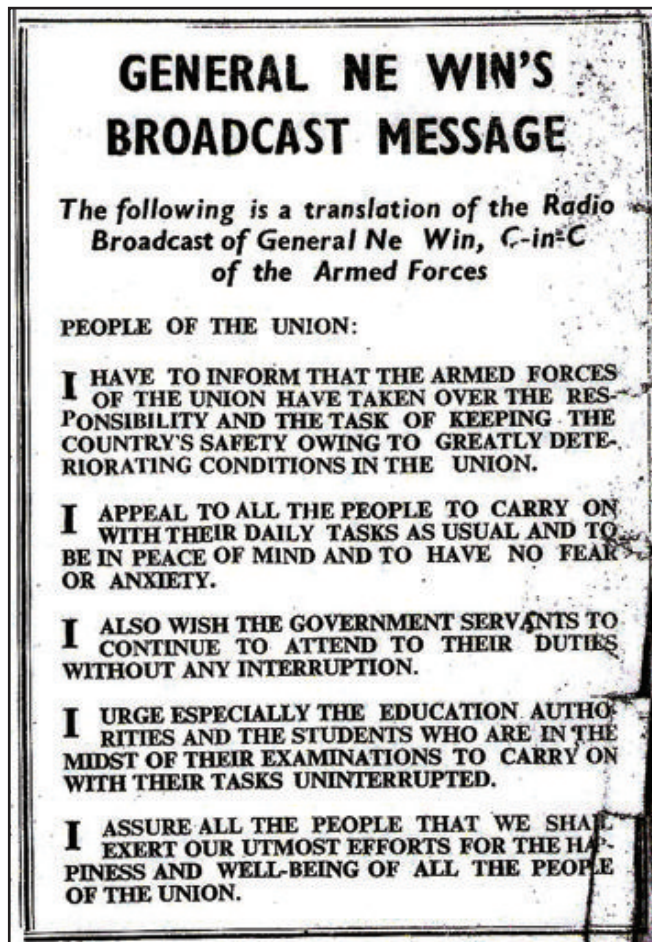 GENERAL NE WIN'S
BROADCAST MESSAGE
The following is a translation of the Radio
Broadcast of General Ne Win, C-in-C
of the Armed Forces
PEOPLE OF THE UNION:
I HAVE TO INFORM THAT THE ARMED FORCES
OF THE UNION HAVE TAKEN OVER THE RES-
PONSIBILITY AND THE TASK OF KEEPING THE
COUNTRY'S SAFETY OWING TO GREATLY DETE-
RIORATING CONDITIONS IN THE UNION.
I APPEAL TO ALL THE PEOPLE TO CARRY ON
WITH THEIR DAILY TASKS AS USUAL AND TO
BE IN PEACE OF MIND AND TO HAVE NO FEAR
OR ANXIETY.
I ALSO WISH THE GOVERNMENT SERVANTS TO
CONTINUE TO ATTEND TO THEIR DUTIES
WITHOUT ANY INTERRUPTION.
I URGE ESPECIALLY THE EDUCATION AUTHO-
RITIES AND THE STUDENTS WHO ARE IN THE
MIDST OF THEIR EXAMINATIONS TO CARRY ON
WITH THEIR TASKS UNINTERRUPTED.
I ASSURE ALL THE PEOPLE THAT WE SHALL
EXERT OUR UTMOST EFFORTS FOR THE HAP-
PINESS AND WELL-BEING OF ALL THE PEOPLE
OF THE UNION.